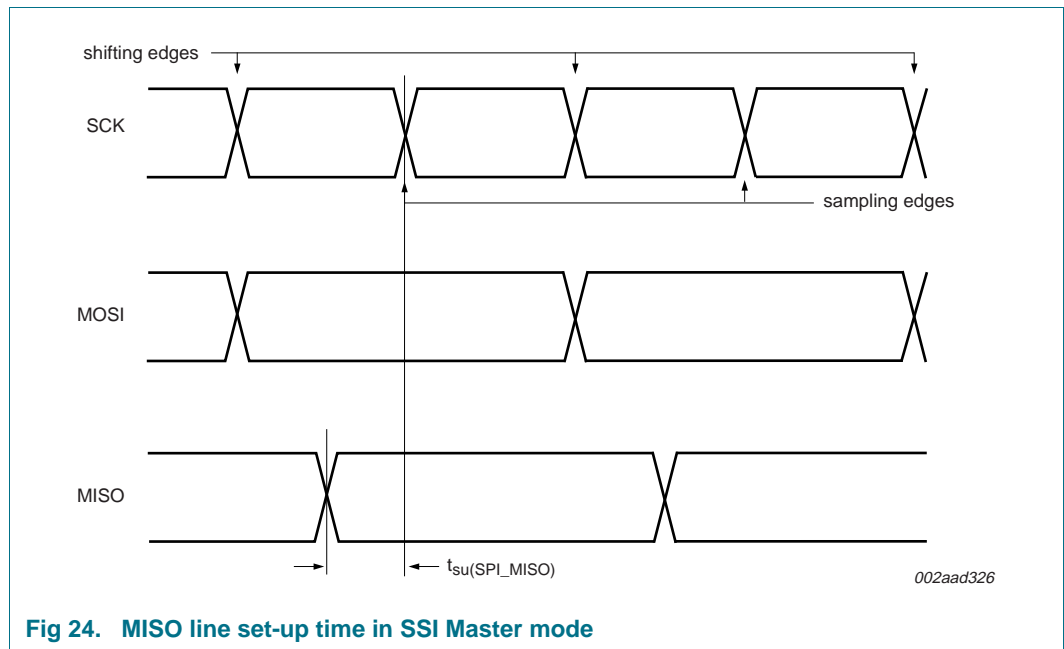 shifting edges
SCK
sampling edges
MOSI
MISO
tsu(SPI_MISO)
002aad326
Fig 24. MISO line set-up time in SSI Master mode